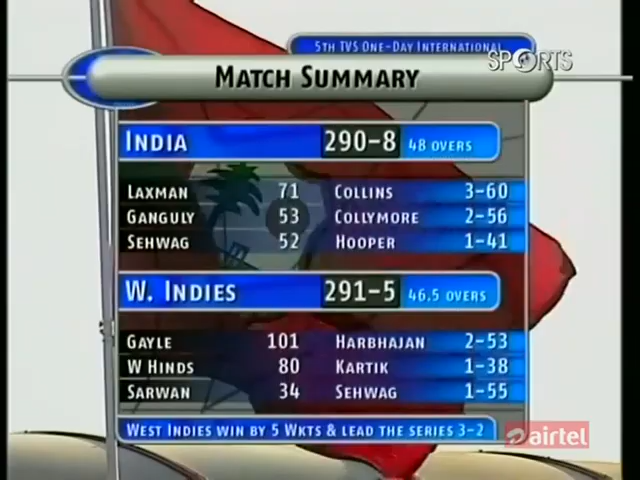 5TH TVS ONE-DAY INTERNATIONAL
SPORTS
MATCH SUMMARY
INDIA 290-8 48 OVERS
LAXMAN 71 COLLINS 3-60
GANGULY 53 COLLYMORE 2-56
SEHWAG 52 HOOPER 1-41
W. INDIES 291-5 46.5 OVERS
GAYLE 101 HARBHAJAN 2-53
W HINDS 80 KARTIK 1-38
SARWAN 34 SEHWAG 1-55
WEST INDIES WIN BY 5 WKTS & LEAD THE SERIES 3-2
airtel